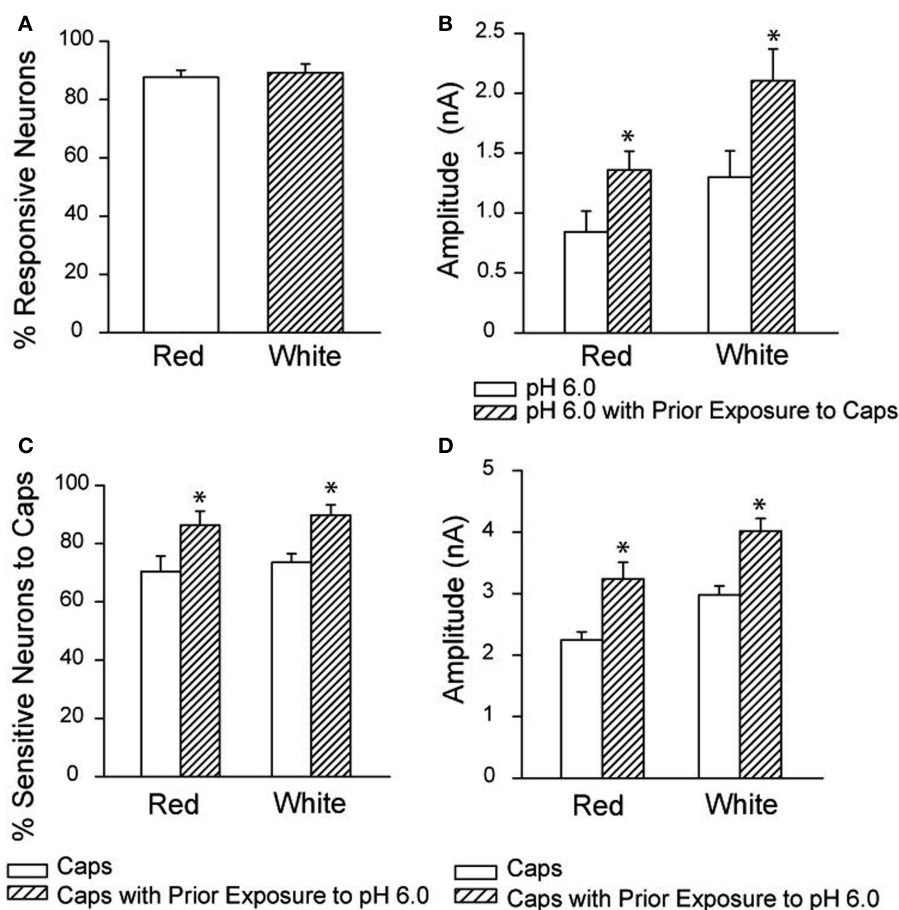 A
% Responsive Neurons
100
80
60
40
20
0
Red White
B
Amplitude (nA)
2.5
2.0
1.5
1.0
0.5
0
* *
Red White
pH 6.0
pH 6.0 with Prior Exposure to Caps
C
% Sensitive Neurons to Caps
100
80
60
40
20
0
* *
Red White
Caps
Caps with Prior Exposure to pH 6.0
D
Amplitude (nA)
5
4
3
2
1
0
* *
Red White
Caps
Caps with Prior Exposure to pH 6.0